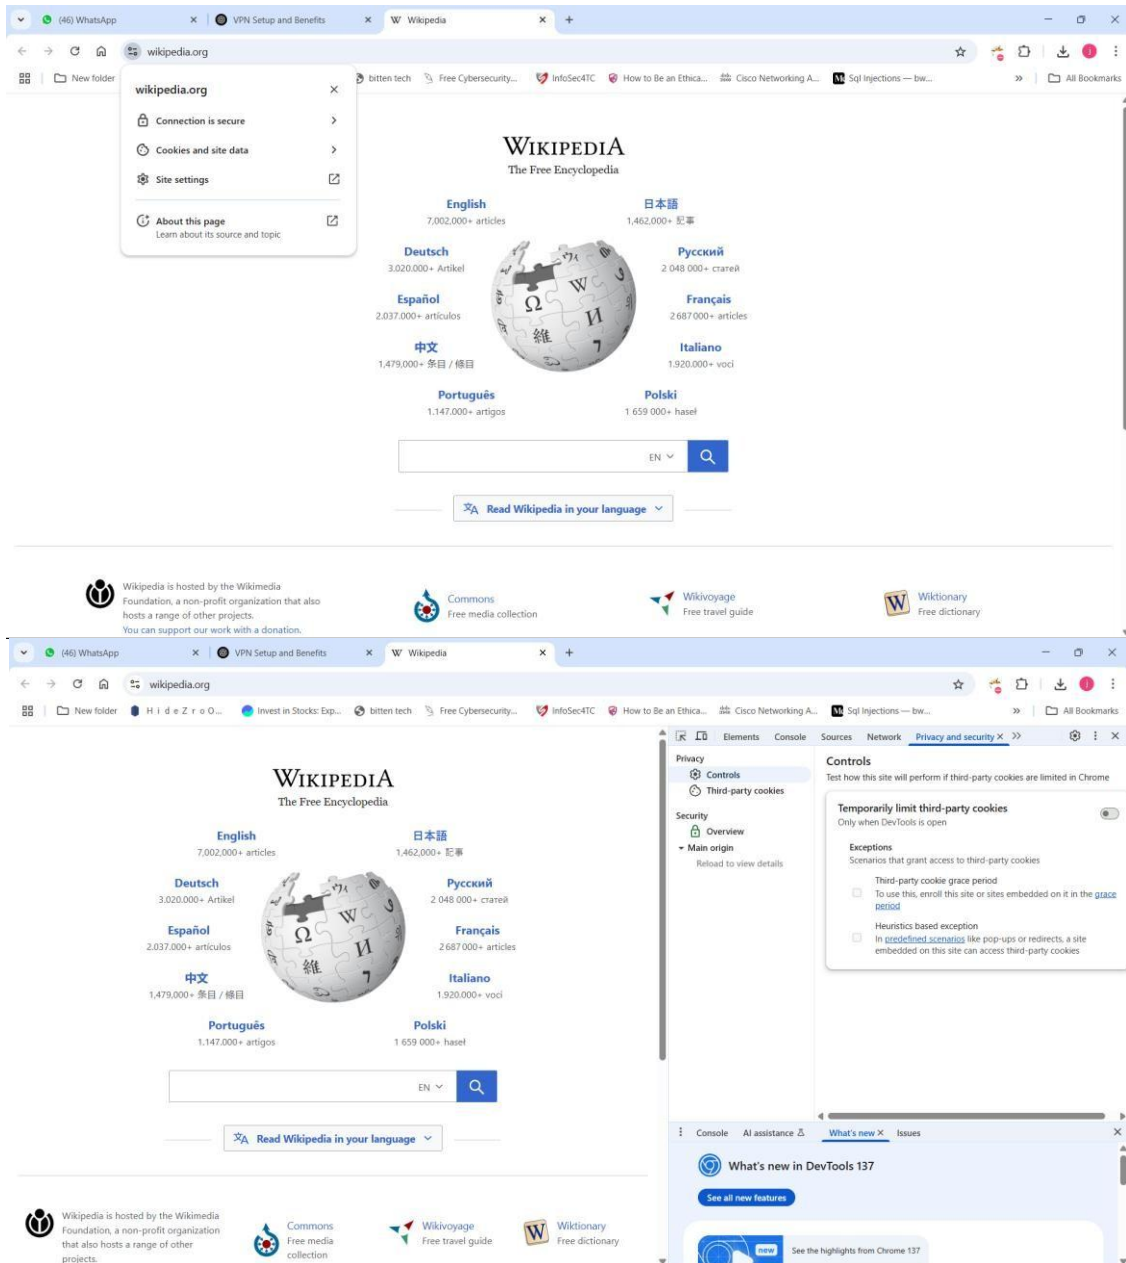 (46) WhatsApp
VPN Setup and Benefits
W Wikipedia
wikipedia.org
New folder
bitten tech
Free Cybersecurity...
InfoSec4TC
How to Be an Ethica...
Cisco Networking A...
Sql Injections — bw...
»
All Bookmarks
wikipedia.org
Connection is secure
Cookies and site data
Site settings
About this page
Learn about its source and topic
WIKIPEDIA
The Free Encyclopedia
English
7,002,000+ articles
日本語
1,462,000+ 記事
Deutsch
3.020.000+ Artikel
Русский
2 048 000+ статей
Español
2.037.000+ artículos
Français
2 687 000+ articles
中文
1,479,000+ 条目 / 條目
Italiano
1.920.000+ voci
Português
1.147.000+ artigos
Polski
1 659 000+ haseł
Ω
W
И
維
7
EN
Read Wikipedia in your language
Wikipedia is hosted by the Wikimedia
Foundation, a non-profit organization that also
hosts a range of other projects.
You can support our work with a donation.
Commons
Free media collection
Wikivoyage
Free travel guide
W
Wiktionary
Free dictionary
(46) WhatsApp
VPN Setup and Benefits
W Wikipedia
wikipedia.org
New folder
H i d e Z r o O...
Invest in Stocks: Exp...
bitten tech
Free Cybersecurity...
InfoSec4TC
How to Be an Ethica...
Cisco Networking A...
Sql Injections — bw...
»
All Bookmarks
WIKIPEDIA
The Free Encyclopedia
English
7,002,000+ articles
日本語
1,462,000+ 記事
Deutsch
3.020.000+ Artikel
Русский
2 048 000+ статей
Español
2.037.000+ artículos
Français
2 687 000+ articles
中文
1,479,000+ 条目 / 條目
Italiano
1.920.000+ voci
Português
1.147.000+ artigos
Polski
1 659 000+ haseł
Ω
W
И
維
7
EN
Read Wikipedia in your language
Wikipedia is hosted by the Wikimedia
Foundation, a non-profit organization
that also hosts a range of other
projects.
Commons
Free media
collection
Wikivoyage
Free travel guide
W
Wiktionary
Free dictionary
Elements
Console
Sources
Network
Privacy and security
»
Privacy
Controls
Third-party cookies
Security
Overview
Main origin
Reload to view details
Controls
Test how this site will perform if third-party cookies are limited in Chrome
Temporarily limit third-party cookies
Only when DevTools is open
Exceptions
Scenarios that grant access to third-party cookies
Third-party cookie grace period
To use this, enroll this site or sites embedded on it in the grace
period
Heuristics based exception
In predefined scenarios like pop-ups or redirects, a site
embedded on this site can access third-party cookies
Console
AI assistance
What's new
Issues
What's new in DevTools 137
See all new features
new
See the highlights from Chrome 137